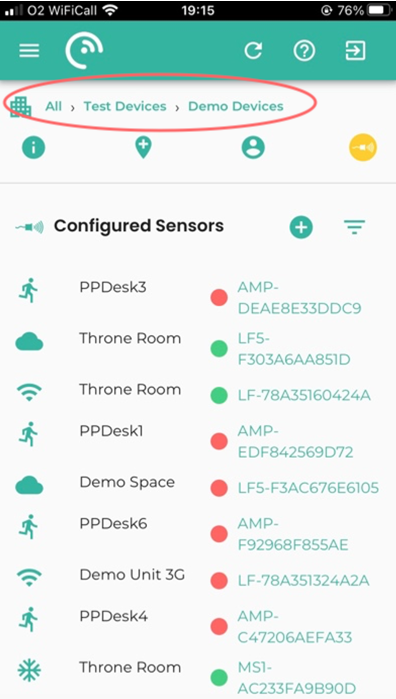 O2 WiFiCall 19:15 76%
All › Test Devices › Demo Devices
Configured Sensors
PPDesk3 AMP-
DEAE8E33DDC9
Throne Room LF5-
F303A6AA851D
Throne Room LF-78A35160424A
PPDesk1 AMP-
EDF842569D72
Demo Space LF5-F3AC676E6105
PPDesk6 AMP-
F92968F855AE
Demo Unit 3G LF-78A351324A2A
PPDesk4 AMP-
C47206AEFA33
Throne Room MS1-
AC233FA9B90D